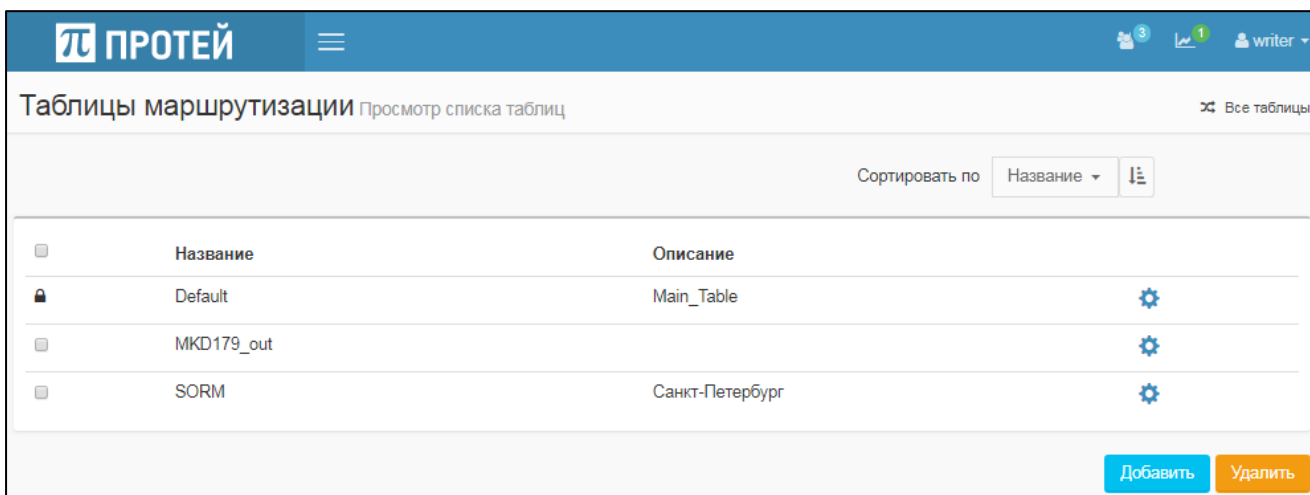 ПРОТЕЙ 3 1 writer
Таблицы маршрутизации Просмотр списка таблиц Все таблицы
Сортировать по Название
Название Описание
Default Main_Table
MKD179_out
SORM Санкт-Петербург
Добавить Удалить